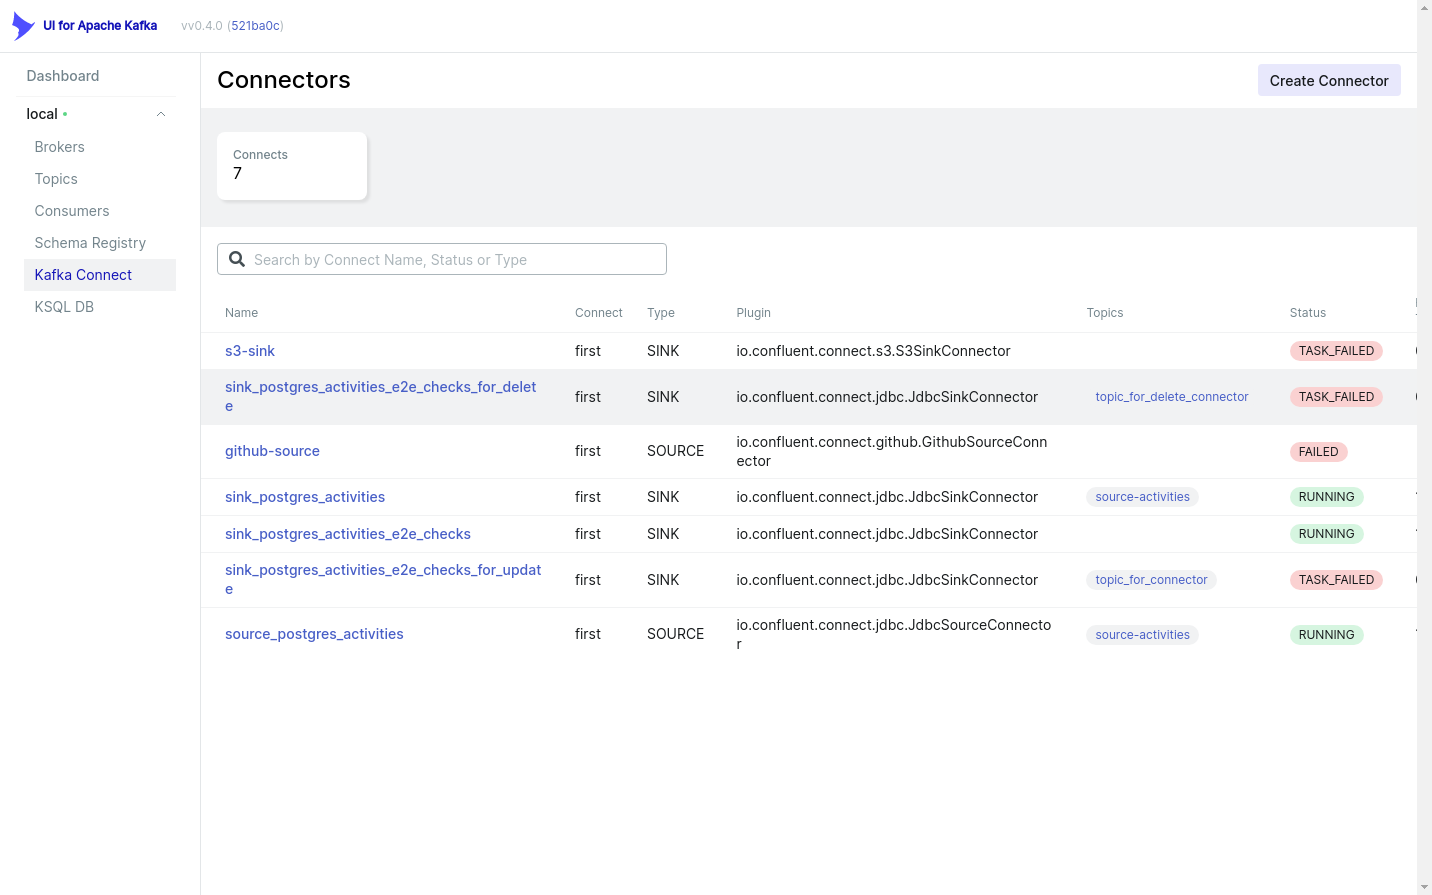 UI for Apache Kafka vv0.4.0 (521ba0c)
Dashboard
local
Brokers
Topics
Consumers
Schema Registry
Kafka Connect
KSQL DB
Connectors
Create Connector
Connects
7
Search by Connect Name, Status or Type
Name Connect Type Plugin Topics Status
s3-sink first SINK io.confluent.connect.s3.S3SinkConnector TASK_FAILED
sink_postgres_activities_e2e_checks_for_delet
e
first SINK io.confluent.connect.jdbc.JdbcSinkConnector topic_for_delete_connector TASK_FAILED
github-source first SOURCE
io.confluent.connect.github.GithubSourceConn
ector
FAILED
sink_postgres_activities first SINK io.confluent.connect.jdbc.JdbcSinkConnector source-activities RUNNING
sink_postgres_activities_e2e_checks first SINK io.confluent.connect.jdbc.JdbcSinkConnector RUNNING
sink_postgres_activities_e2e_checks_for_updat
e
first SINK io.confluent.connect.jdbc.JdbcSinkConnector topic_for_connector TASK_FAILED
source_postgres_activities first SOURCE
io.confluent.connect.jdbc.JdbcSourceConnecto
r
source-activities RUNNING